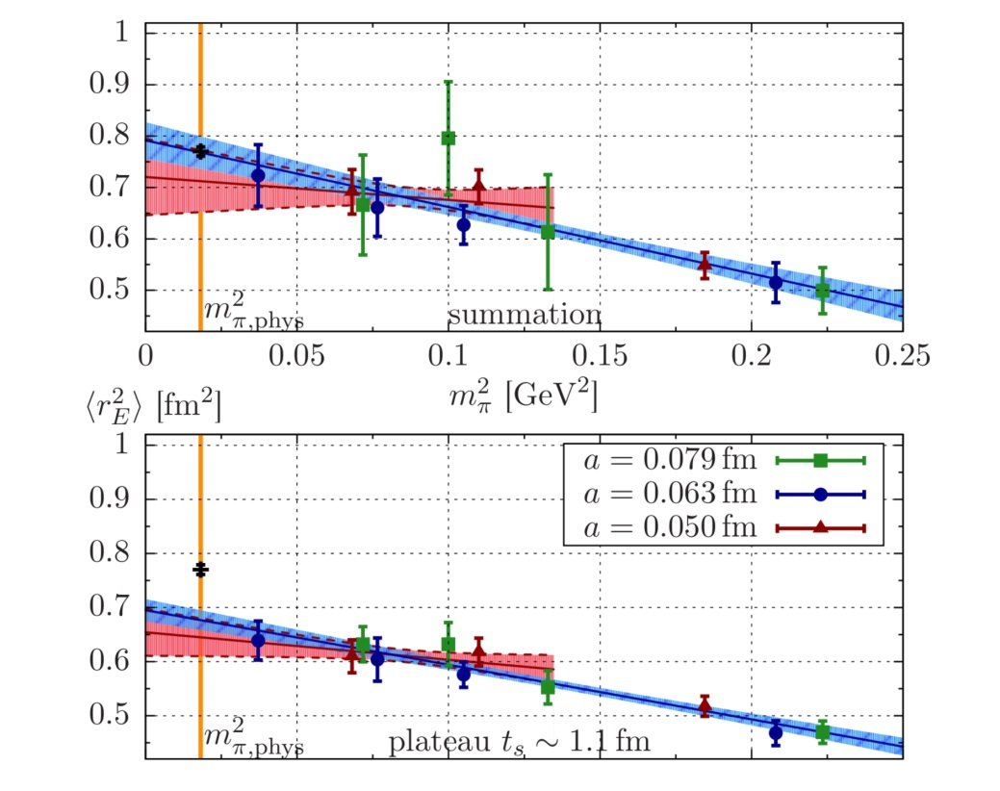 1
0.9
0.8
0.7
0.6
0.5
m²π,phys
summation
0 0.05 0.1 0.15 0.2 0.25
m²π [GeV²]
⟨r²E⟩ [fm²]
1
0.9
0.8
0.7
0.6
0.5
a = 0.079 fm
a = 0.063 fm
a = 0.050 fm
m²π,phys
plateau ts ∼ 1.1 fm